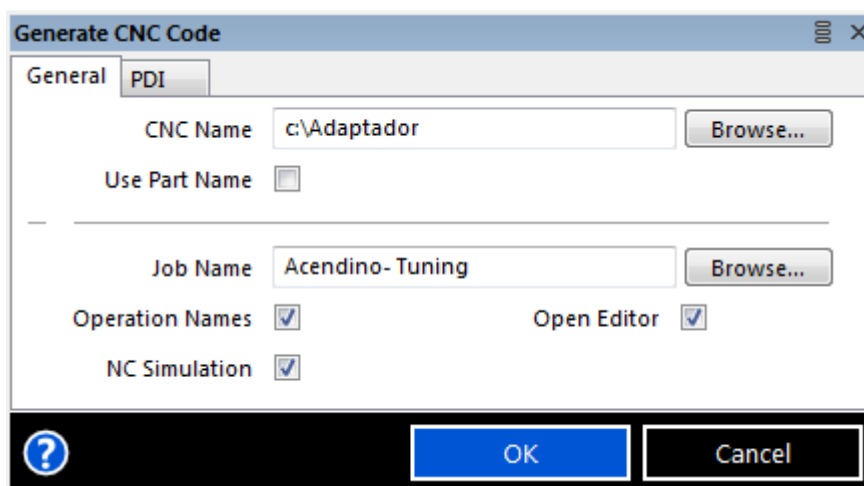 Generate CNC Code
General PDI
CNC Name c:\Adaptador Browse...
Use Part Name
Job Name Acendino- Tuning Browse...
Operation Names Open Editor
NC Simulation
? OK Cancel